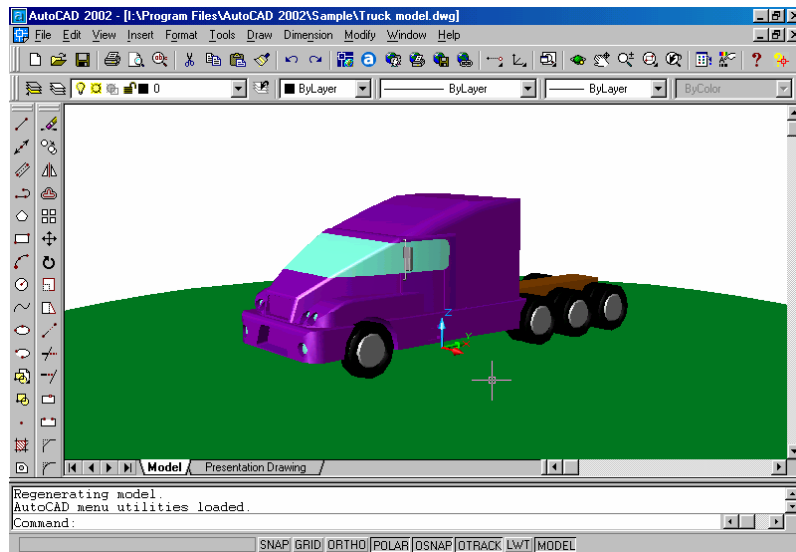 AutoCAD 2002 - [I:\Program Files\AutoCAD 2002\Sample\Truck model.dwg]
File Edit View Insert Format Tools Draw Dimension Modify Window Help
0 ByLayer ByLayer ByLayer ByColor
Z
Y
Model Presentation Drawing
Regenerating model.
AutoCAD menu utilities loaded.
Command:
SNAP GRID ORTHO POLAR OSNAP OTRACK LWT MODEL